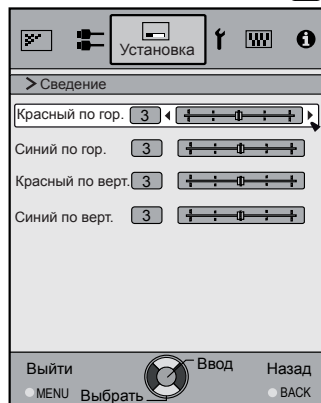 Установка
Сведение
Красный по гор. 3
Синий по гор. 3
Красный по верт. 3
Синий по верт. 3
Выйти Ввод Назад
MENU Выбрать BACK